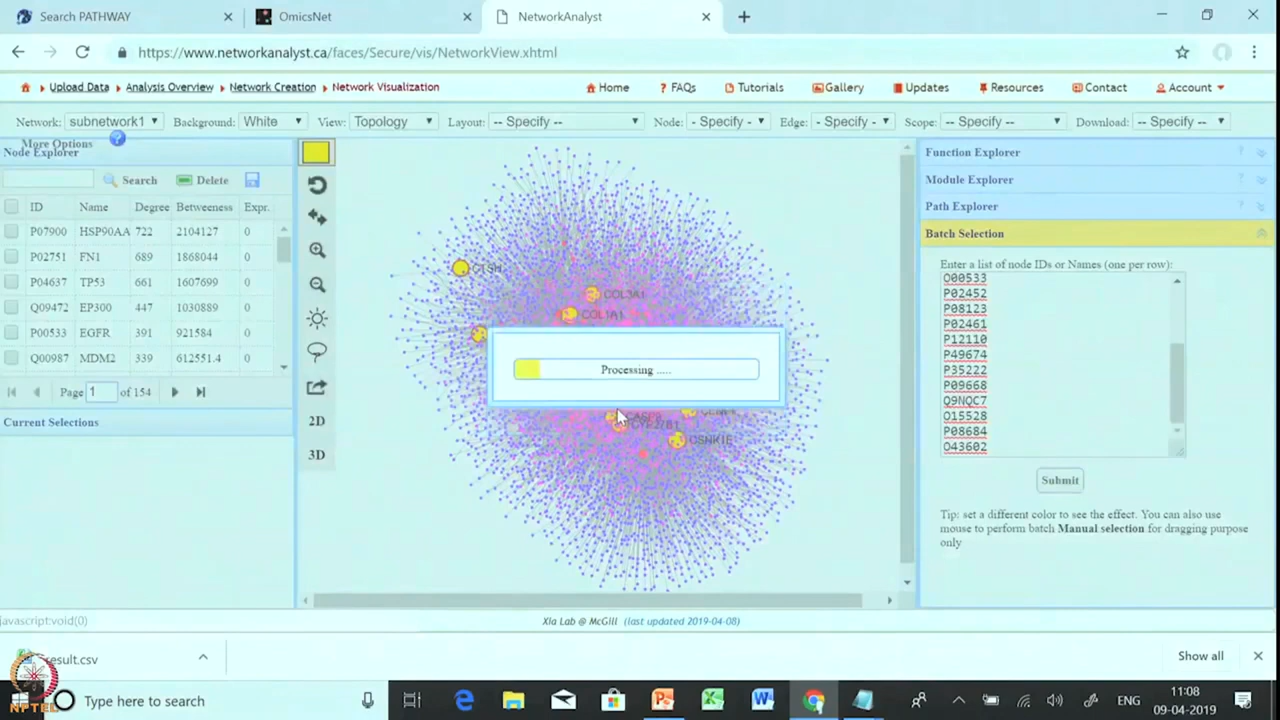 Search PATHWAY
OmicsNet
NetworkAnalyst
https://www.networkanalyst.ca/faces/Secure/vis/NetworkView.xhtml
Upload Data Analysis Overview Network Creation Network Visualization
Home ? FAQs Tutorials Gallery Updates Resources Contact Account
Network: subnetwork1 Background: White View: Topology Layout: -- Specify -- Node: - Specify - Edge: - Specify - Scope: -- Specify -- Download: -- Specify --
More Options ?
Node Explorer
Search Delete
ID Name Degree Betweeness Expr.
P07900 HSP90AA 722 2104127 0
P02751 FN1 689 1868044 0
P04637 TP53 661 1607699 0
Q09472 EP300 447 1030889 0
P00533 EGFR 391 921584 0
Q00987 MDM2 339 612551.4 0
Page 1 of 154
Current Selections
2D
3D
CTSH
COL3A1
COL1A1
Processing .....
CYP27B1
CSNK1E
Function Explorer ?
Module Explorer ?
Path Explorer ?
Batch Selection
Enter a list of node IDs or Names (one per row):
O00533
P02452
P08123
P02461
P12110
P49674
P35222
P09668
Q9NQC7
O15528
P08684
O43602
Submit
Tip: set a different color to see the effect. You can also use
mouse to perform batch Manual selection for dragging purpose
only
javascript:void(0)
Xia Lab @ McGill (last updated 2019-04-08)
result.csv
Show all
NPTEL
Type here to search
ENG
11:08
09-04-2019